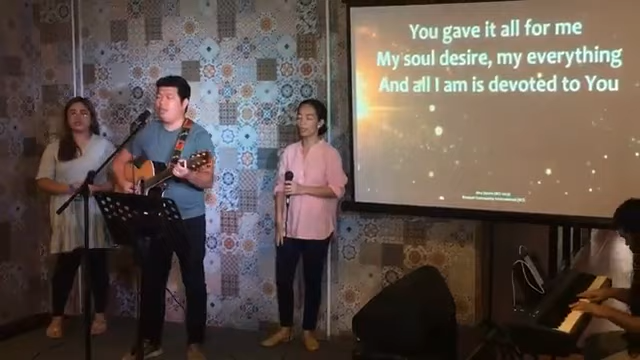 You gave it all for me
My soul desire, my everything
And all I am is devoted to You